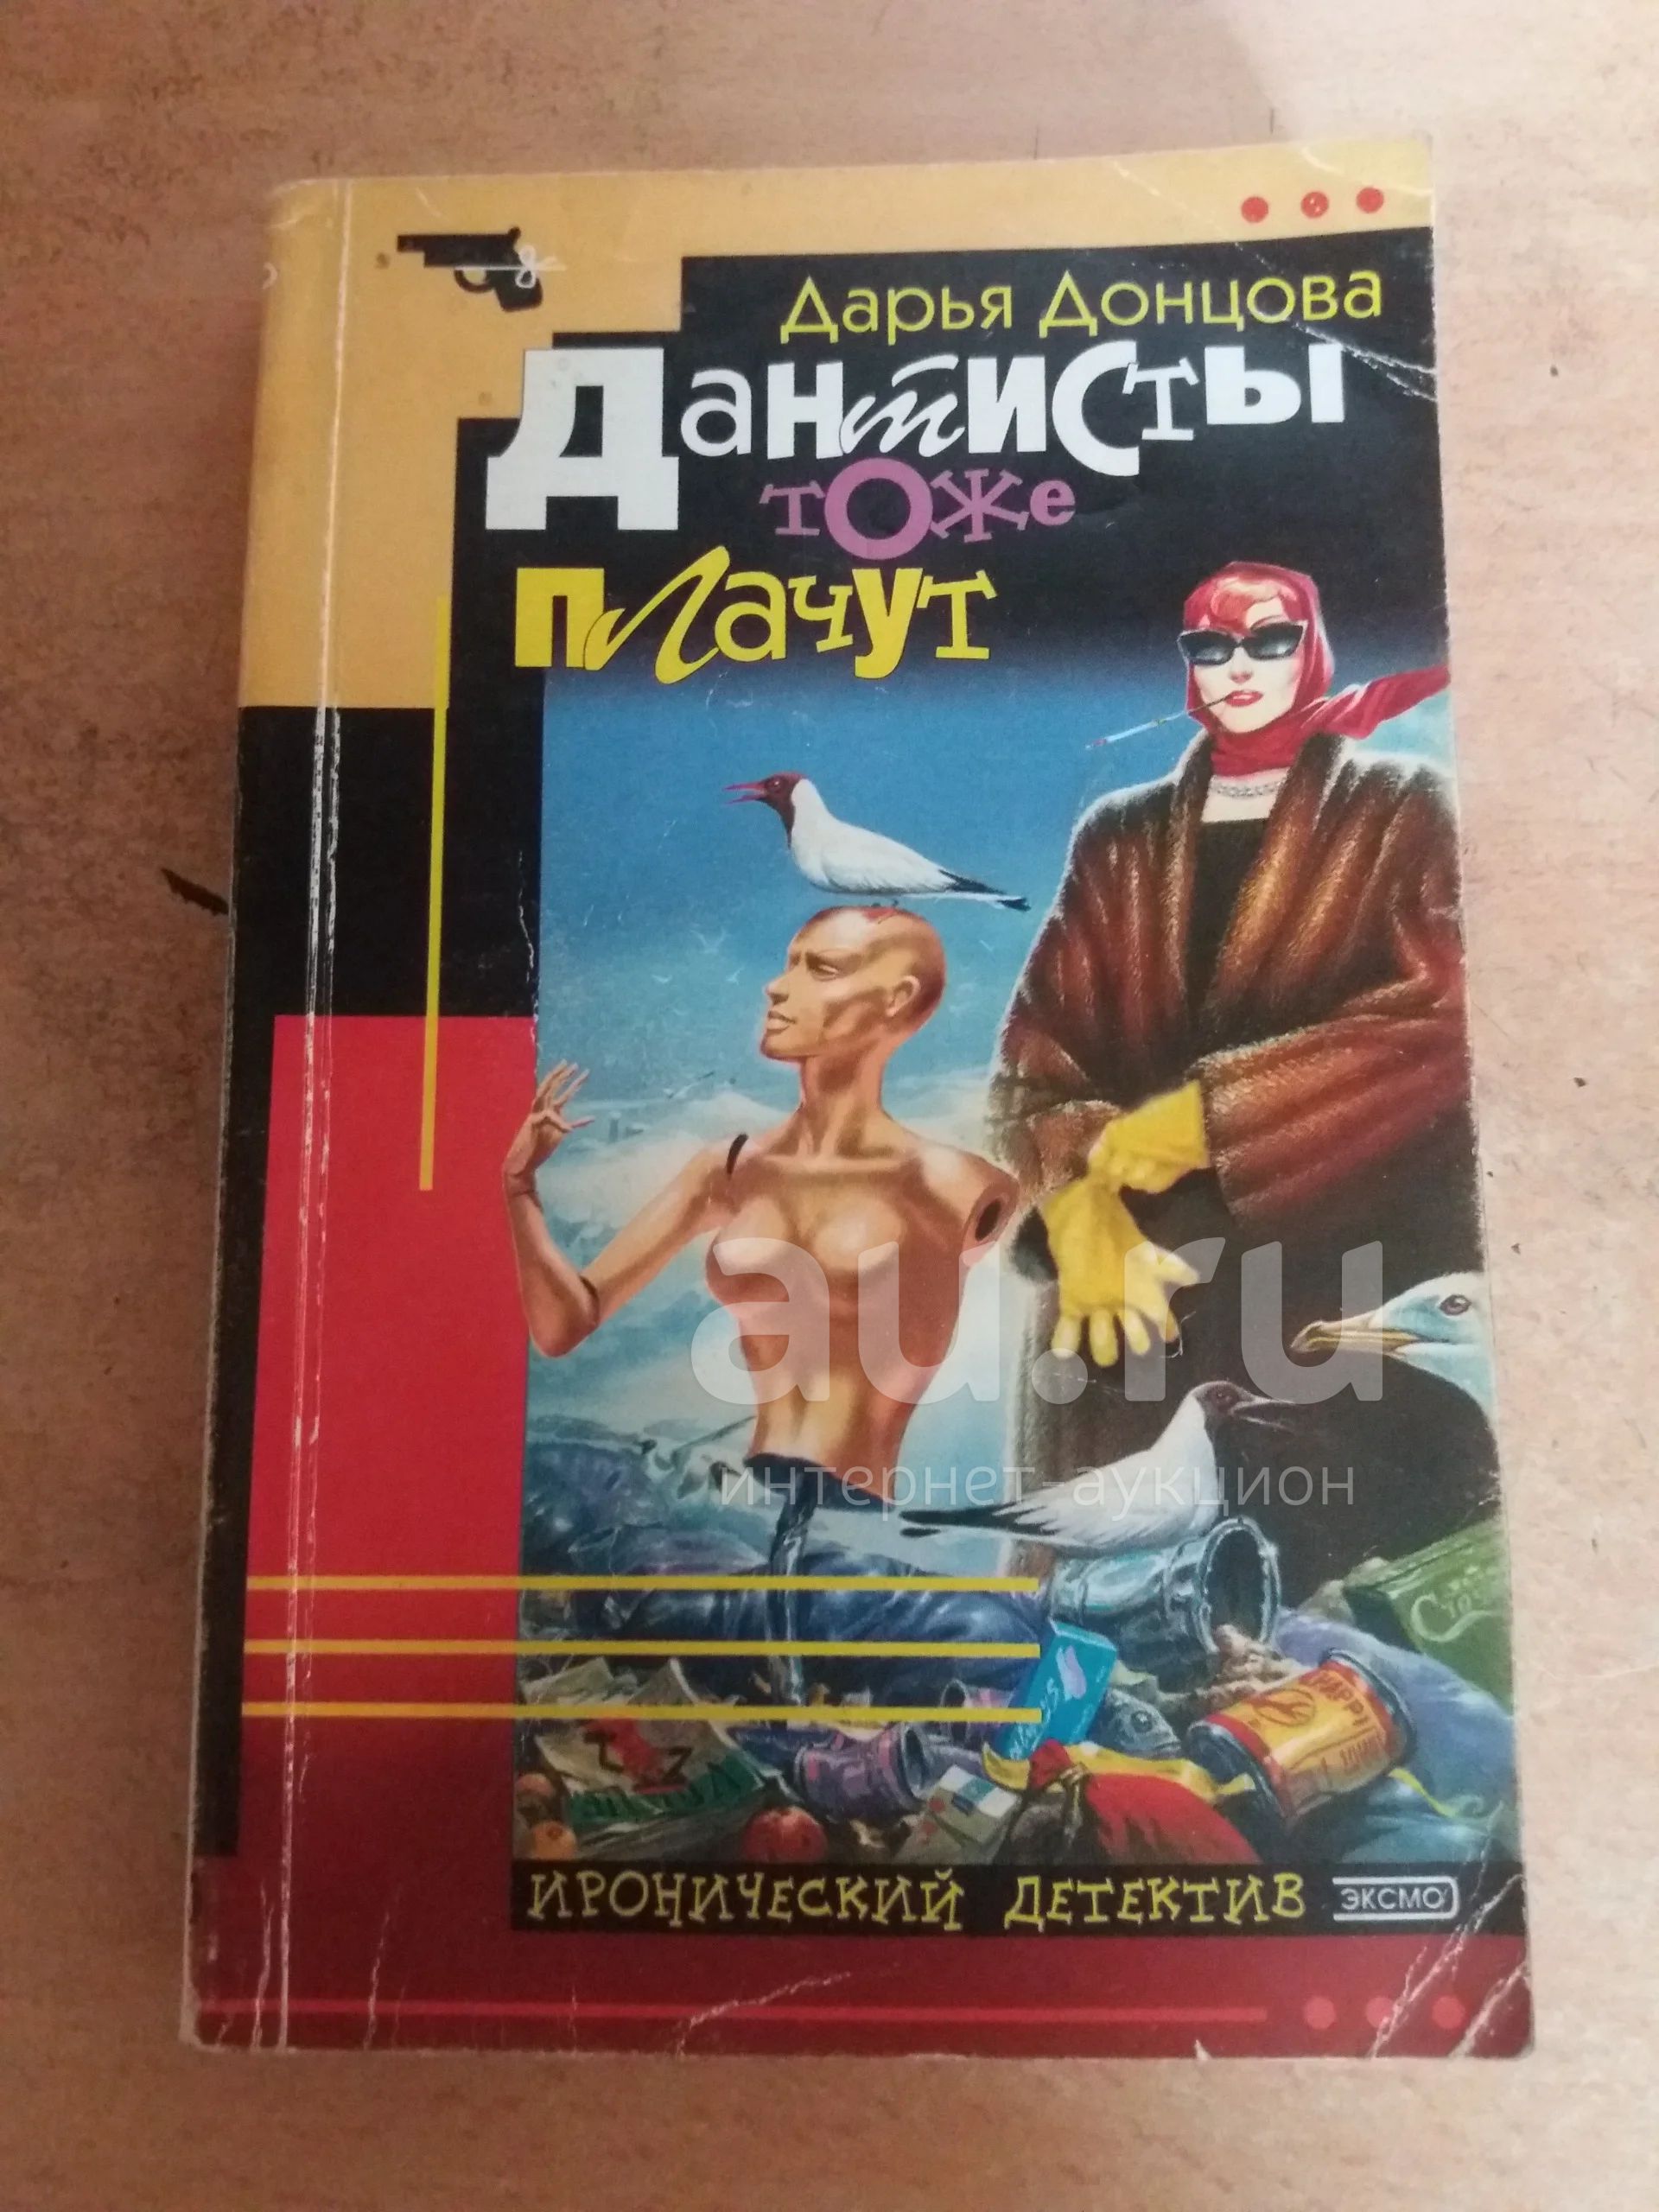 Дарья Донцова
Дантисты
тоже
плачут
au.ru
интернет-аукцион
ИРОНИЧЕСКИЙ ДЕТЕКТИВ ЭКСМО